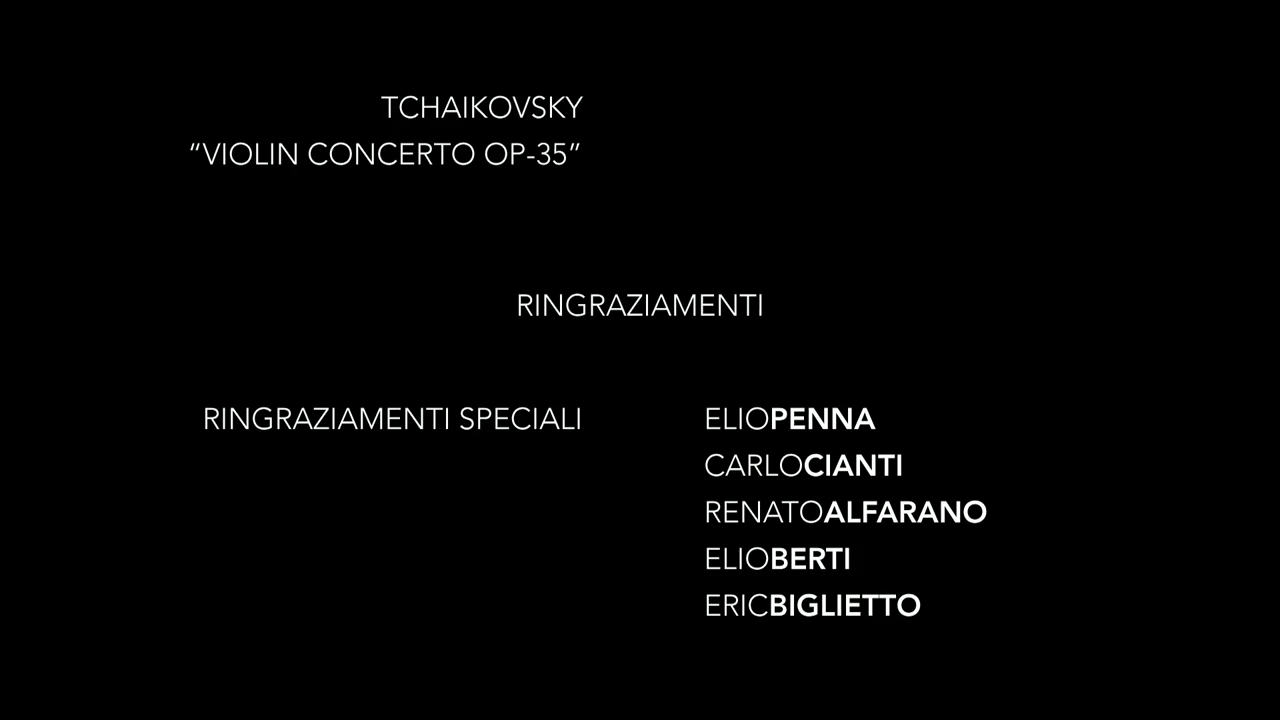 TCHAIKOVSKY
“VIOLIN CONCERTO OP-35”
RINGRAZIAMENTI
RINGRAZIAMENTI SPECIALI ELIOPENNA
CARLOCIANTI
RENATOALFARANO
ELIOBERTI
ERICBIGLIETTO